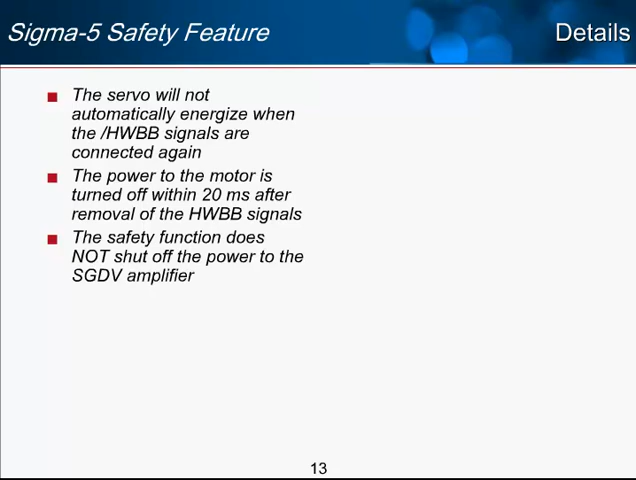 Sigma-5 Safety Feature
Details
■ The servo will not
automatically energize when
the /HWBB signals are
connected again
■ The power to the motor is
turned off within 20 ms after
removal of the HWBB signals
■ The safety function does
NOT shut off the power to the
SGDV amplifier
13